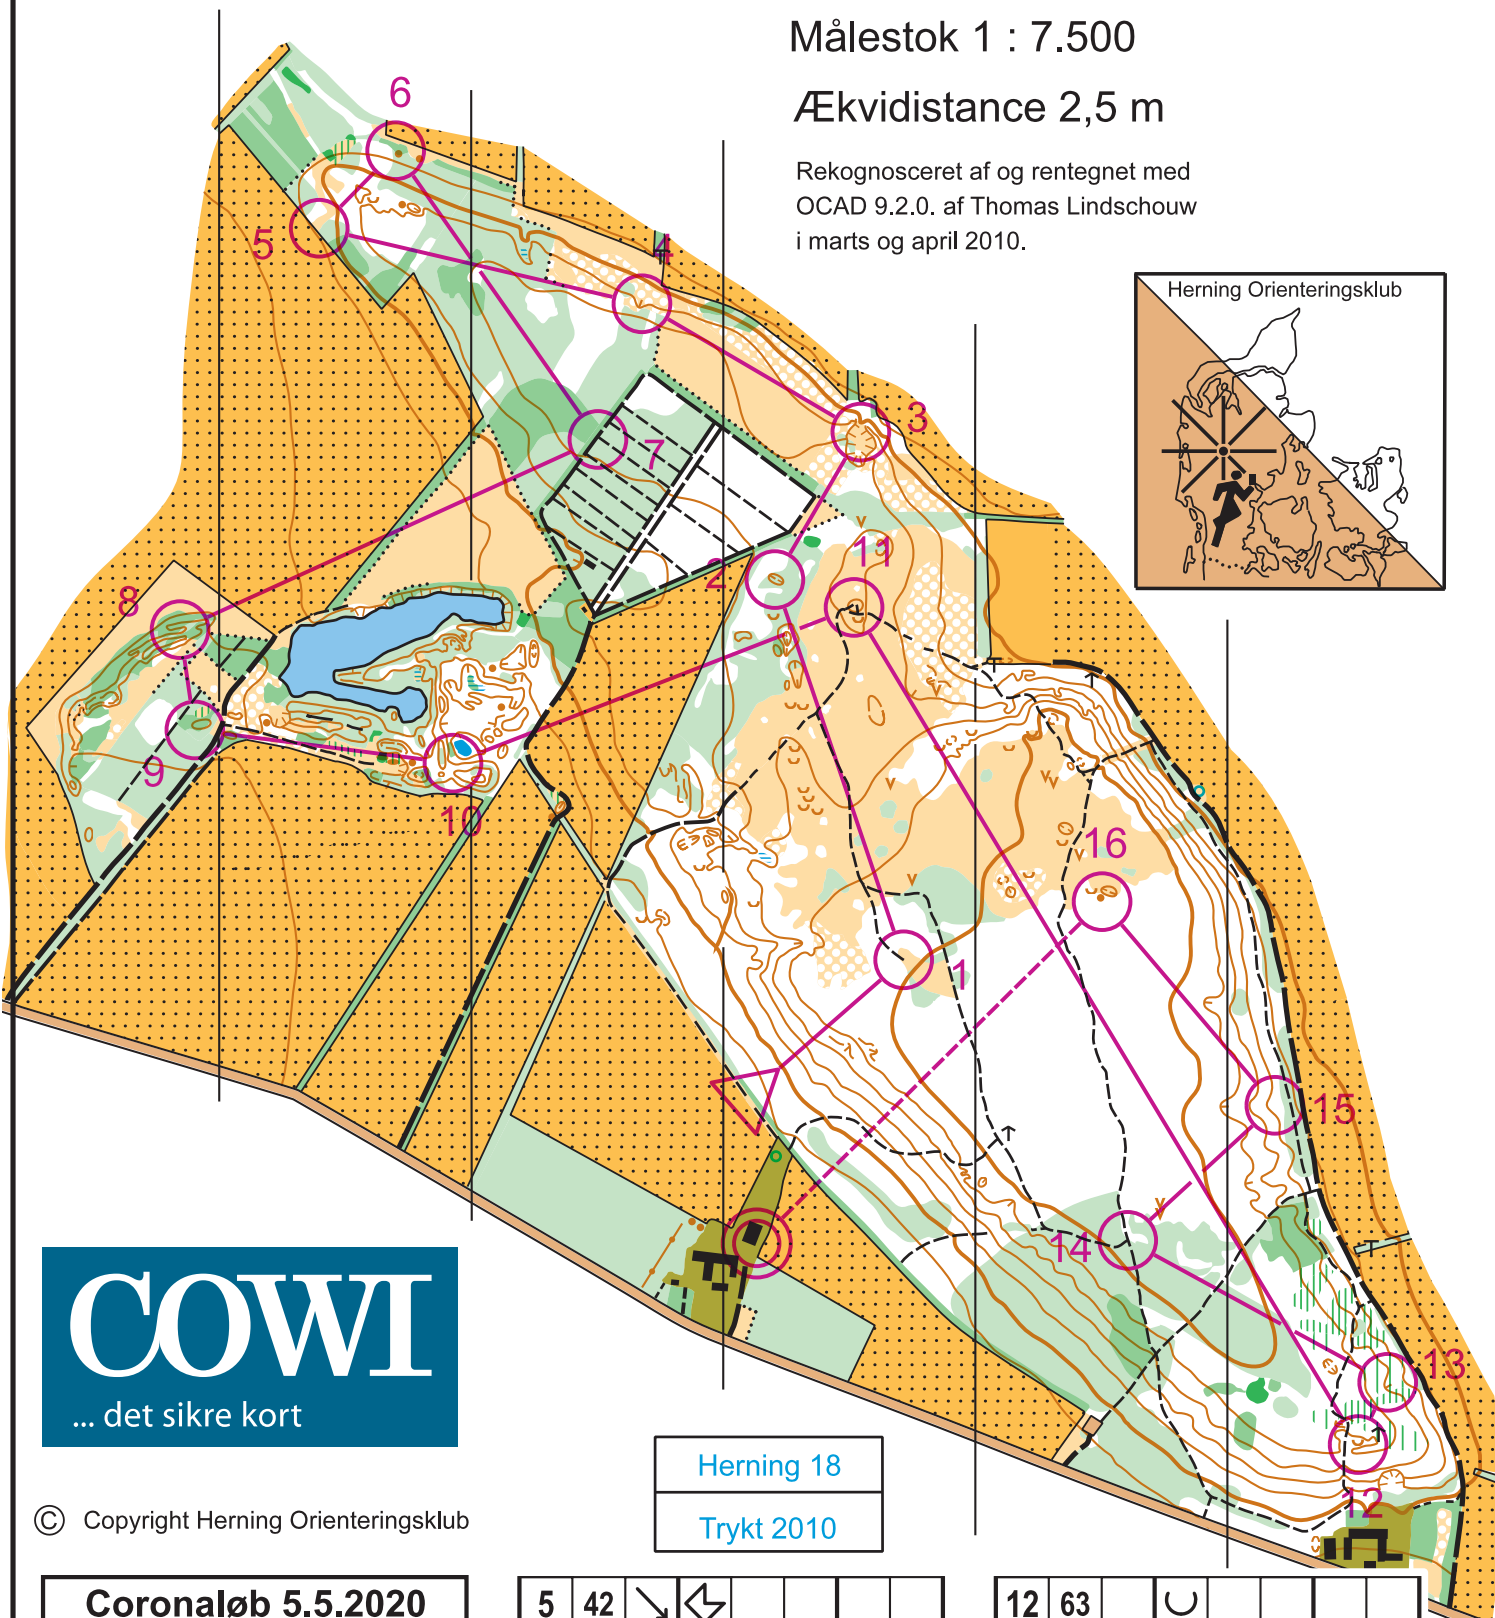 Målestok 1 : 7.500
Ækvidistance 2,5 m
Rekognosceret af og rentegnet med
OCAD 9.2.0. af Thomas Lindschouw
i marts og april 2010.
Herning Orienteringsklub
6
5
4
3
7
2
11
8
9
10
16
1
15
14
13
12
COWI
... det sikre kort
Herning 18
Trykt 2010
© Copyright Herning Orienteringsklub
Coronaløb 5.5.2020
5 42
12 63